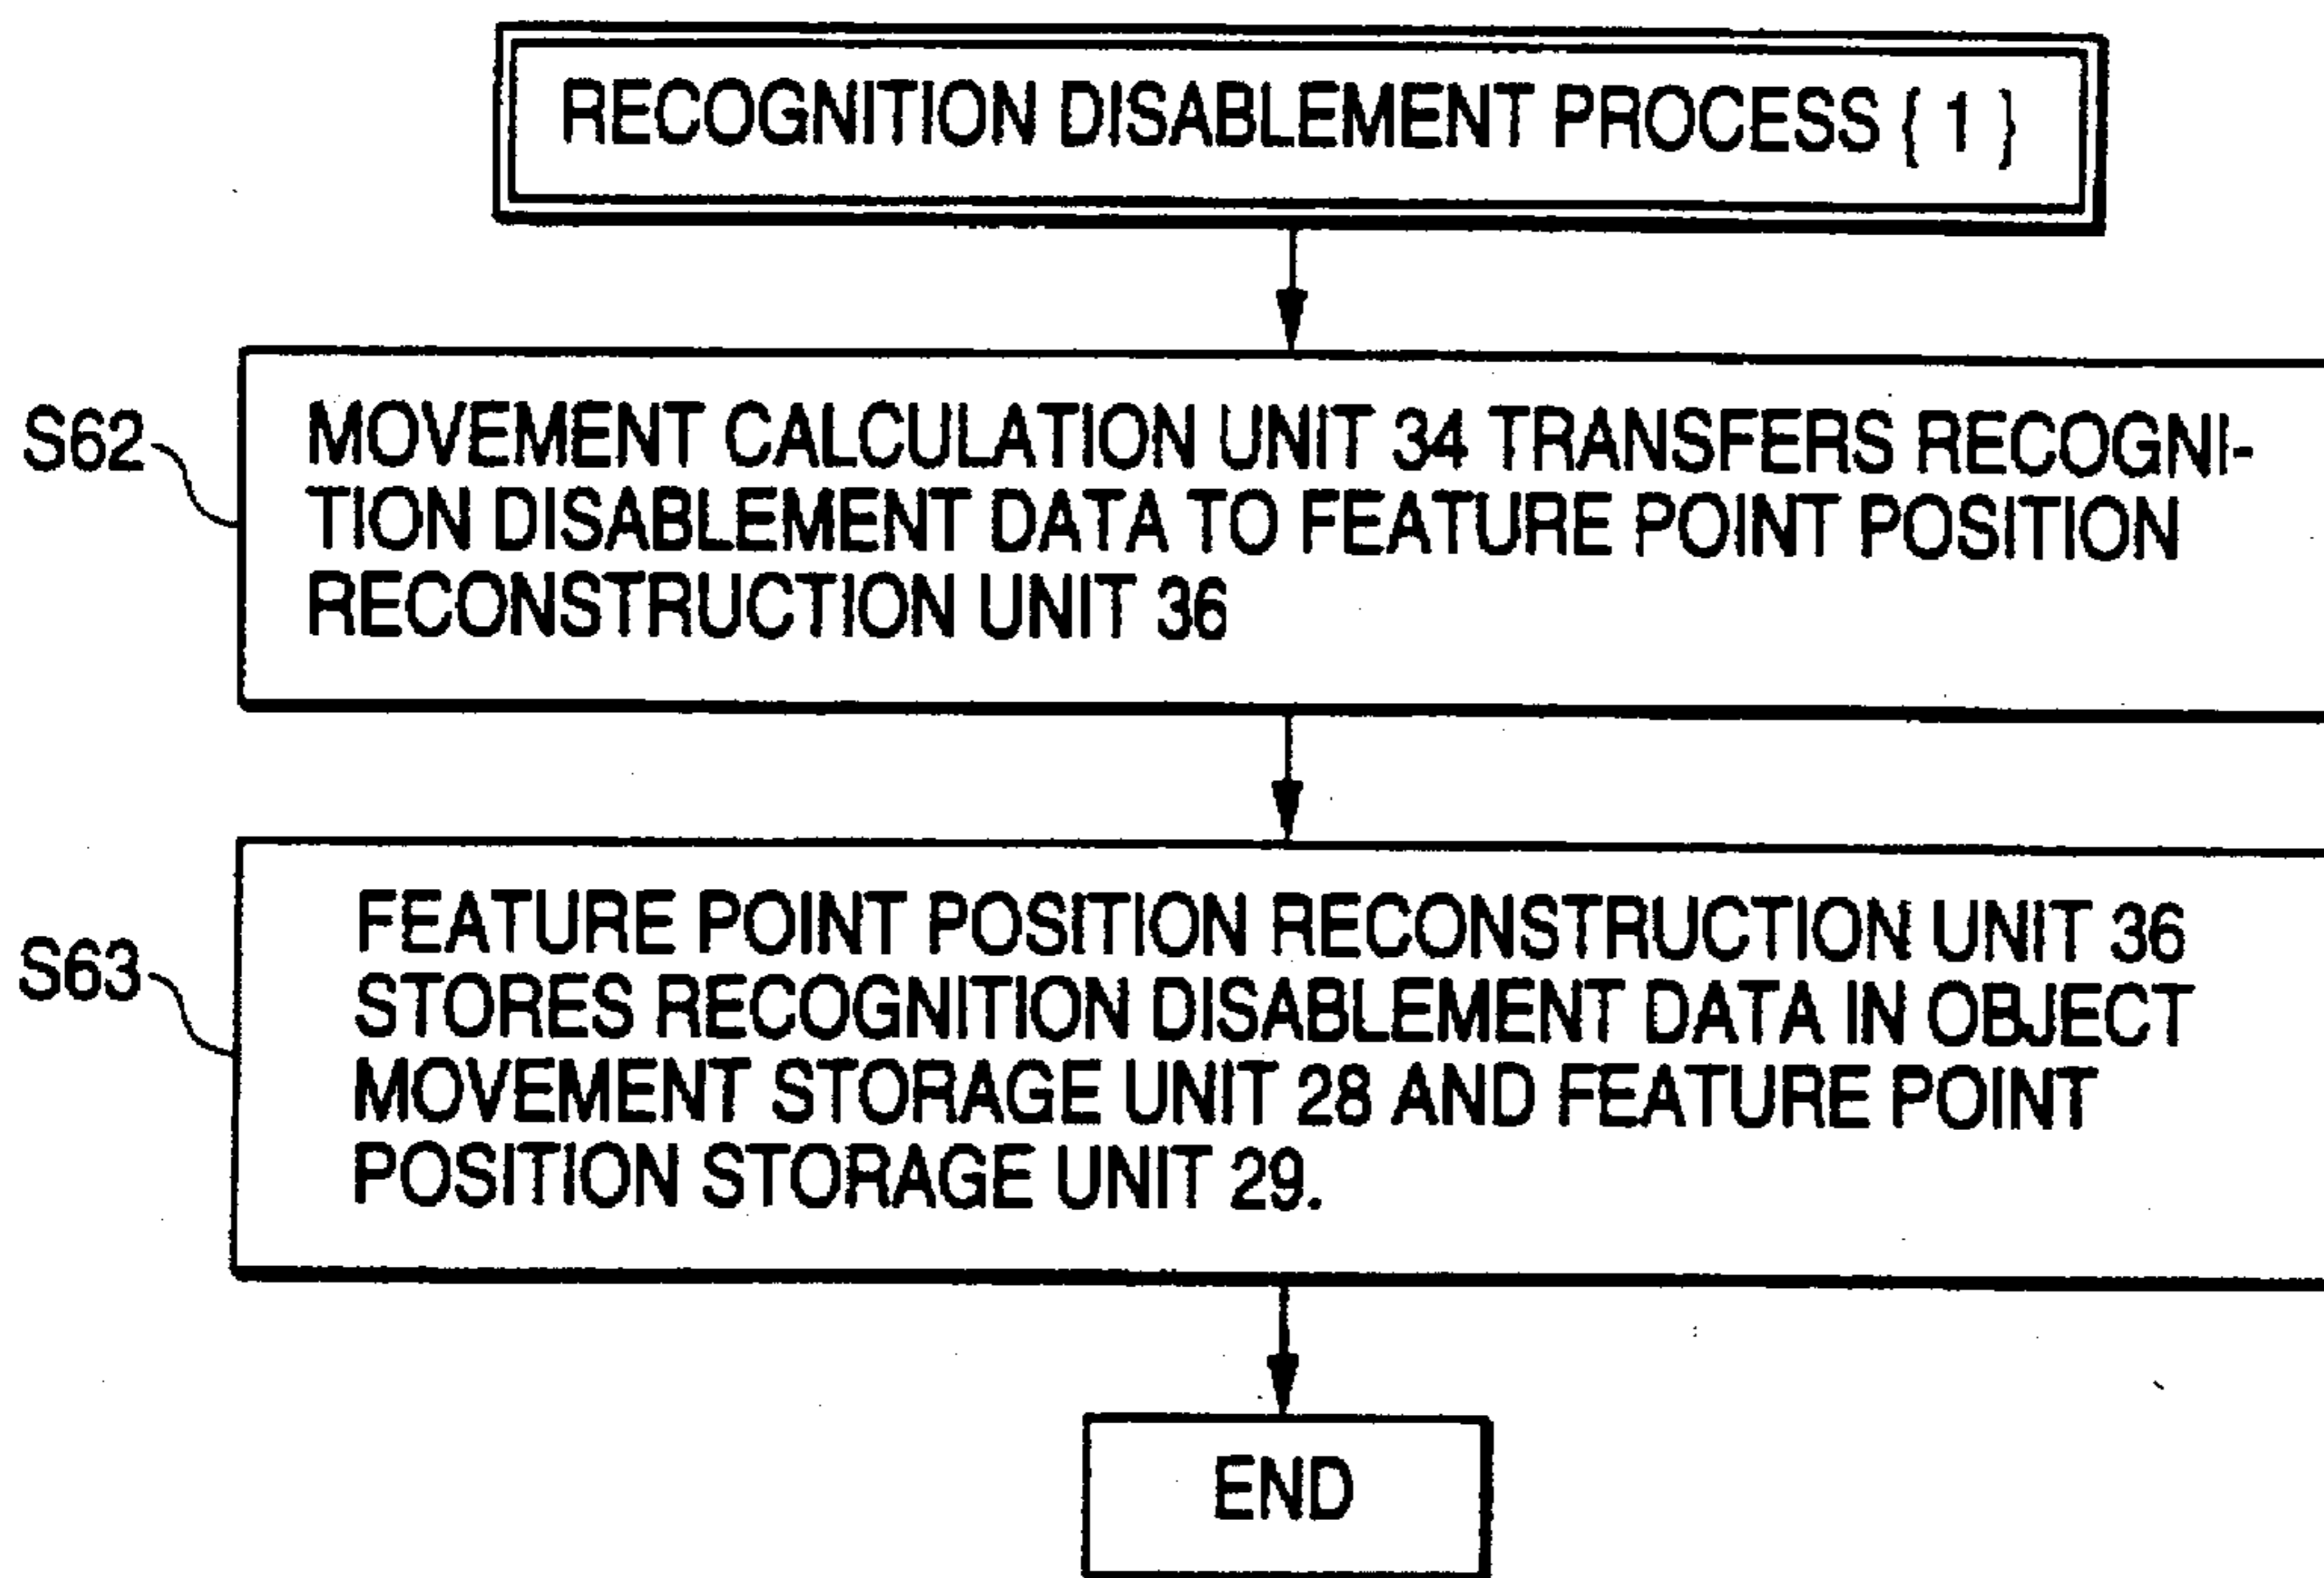 RECOGNITION DISABLEMENT PROCESS { 1 }
S62
MOVEMENT CALCULATION UNIT 34 TRANSFERS RECOGNI-
TION DISABLEMENT DATA TO FEATURE POINT POSITION
RECONSTRUCTION UNIT 36
S63
FEATURE POINT POSITION RECONSTRUCTION UNIT 36
STORES RECOGNITION DISABLEMENT DATA IN OBJECT
MOVEMENT STORAGE UNIT 28 AND FEATURE POINT
POSITION STORAGE UNIT 29.
END